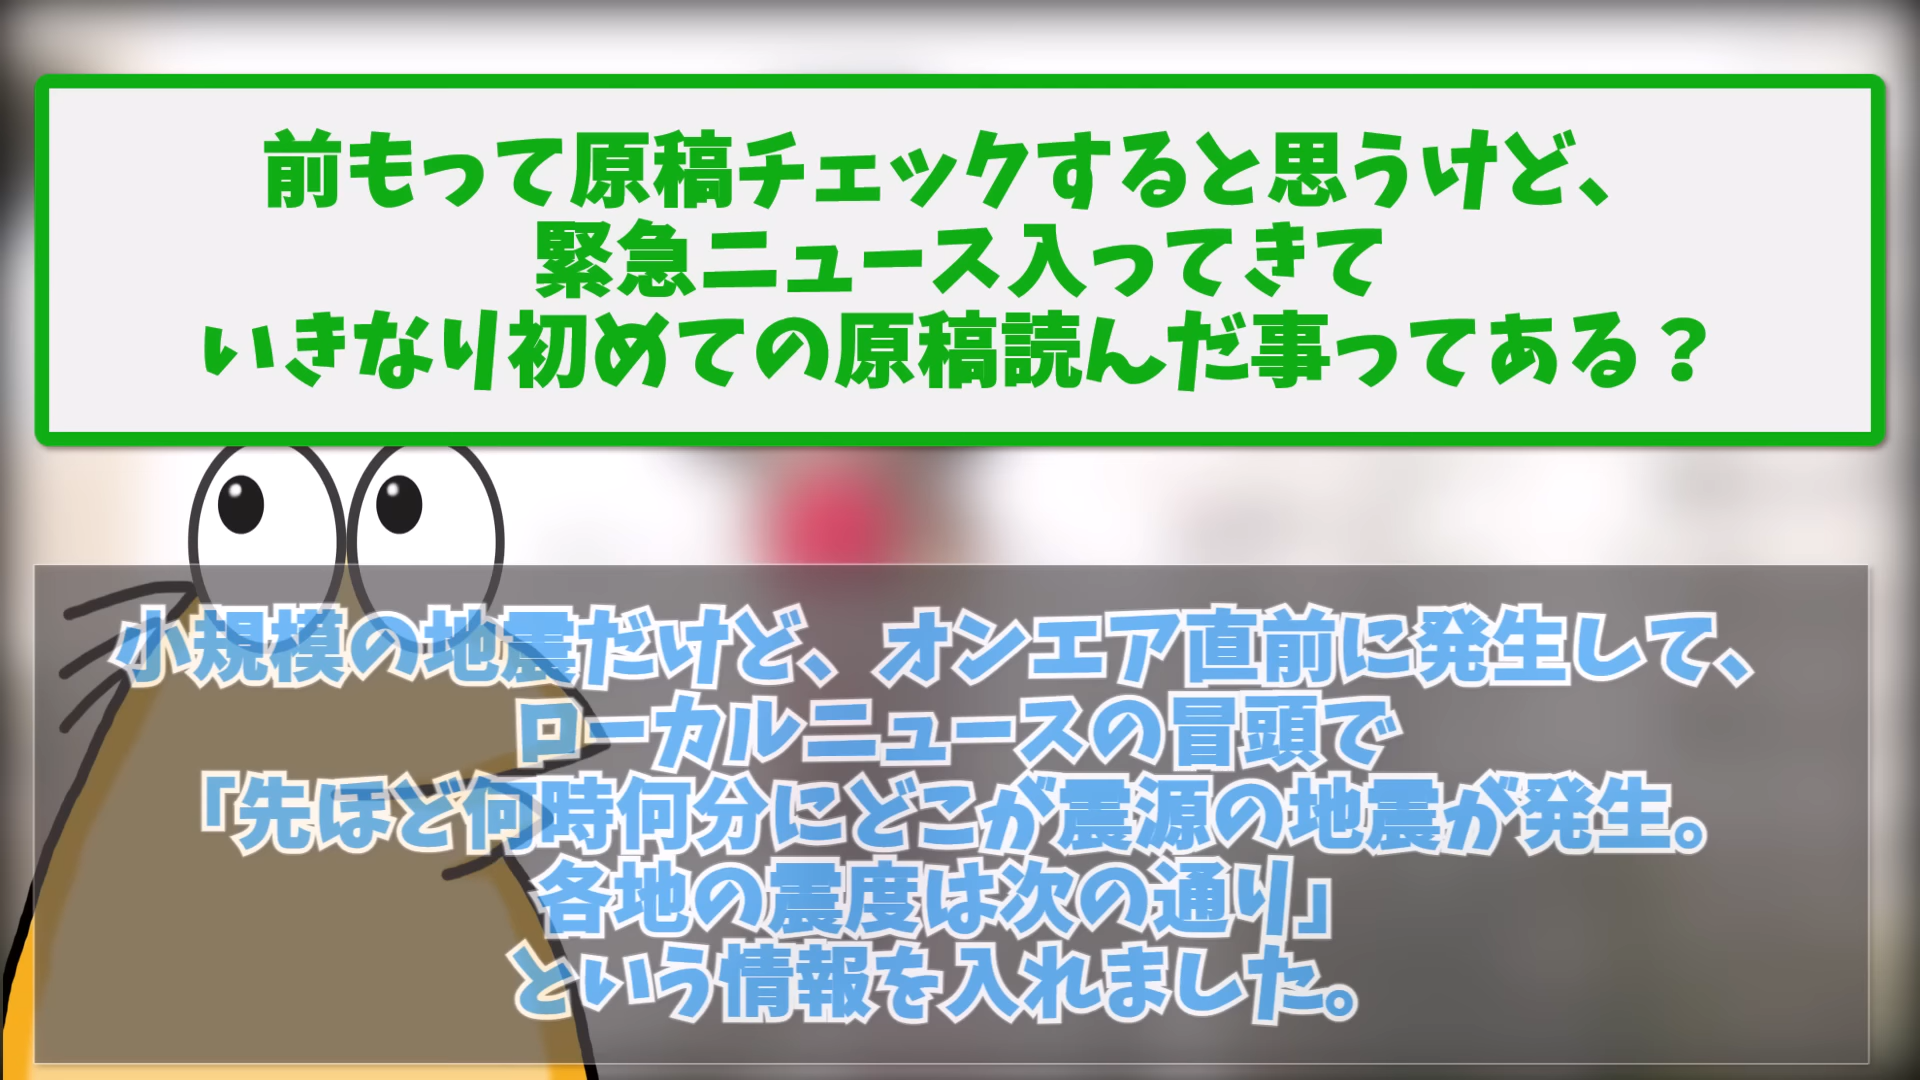 前もって原稿チェックすると思うけど、
緊急ニュース入ってきて
いきなり初めての原稿読んだ事ってある？
小規模の地震だけど、オンエア直前に発生して、
ローカルニュースの冒頭で
「先ほど何時何分にどこが震源の地震が発生。
各地の震度は次の通り」
という情報を入れました。